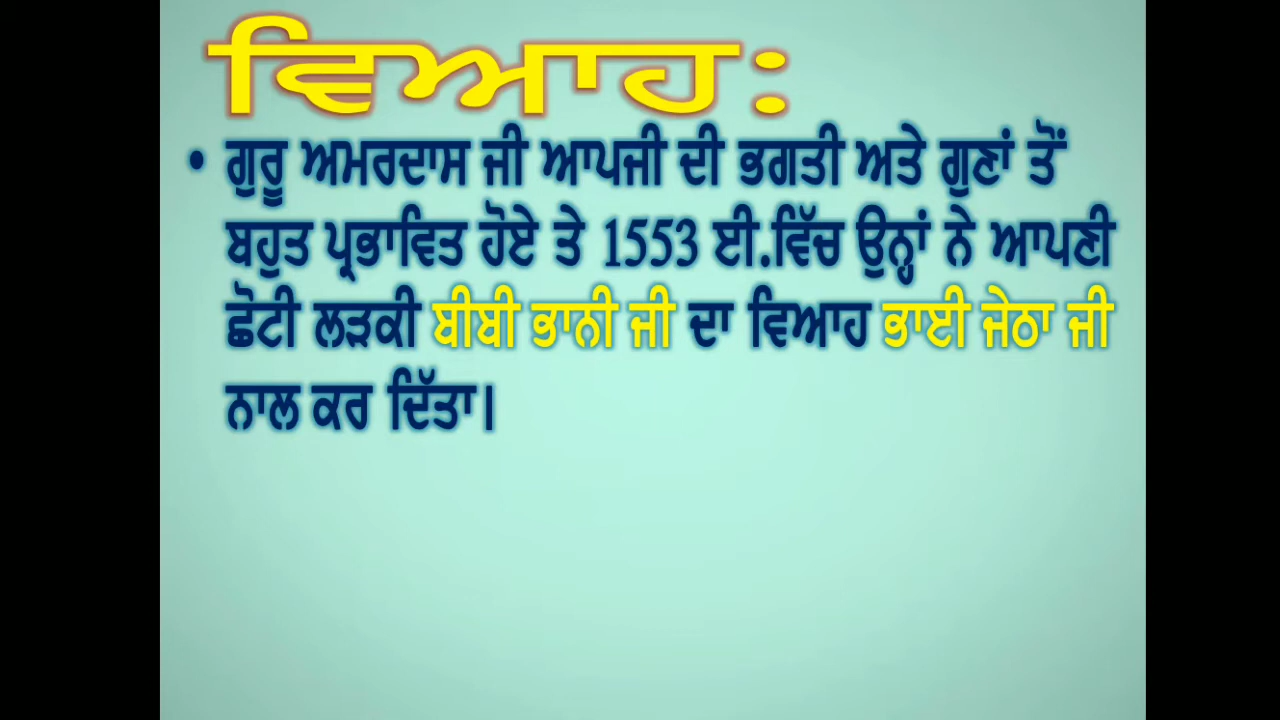 ਵਿਆਹ:
• ਗੁਰੂ ਅਮਰਦਾਸ ਜੀ ਆਪਜੀ ਦੀ ਭਗਤੀ ਅਤੇ ਗੁਣਾਂ ਤੋਂ
ਬਹੁਤ ਪ੍ਰਭਾਵਿਤ ਹੋਏ ਤੇ 1553 ਈ.ਵਿੱਚ ਉਨ੍ਹਾਂ ਨੇ ਆਪਣੀ
ਛੋਟੀ ਲੜਕੀ ਬੀਬੀ ਭਾਨੀ ਜੀ ਦਾ ਵਿਆਹ ਭਾਈ ਜੇਠਾ ਜੀ
ਨਾਲ ਕਰ ਦਿੱਤਾ।